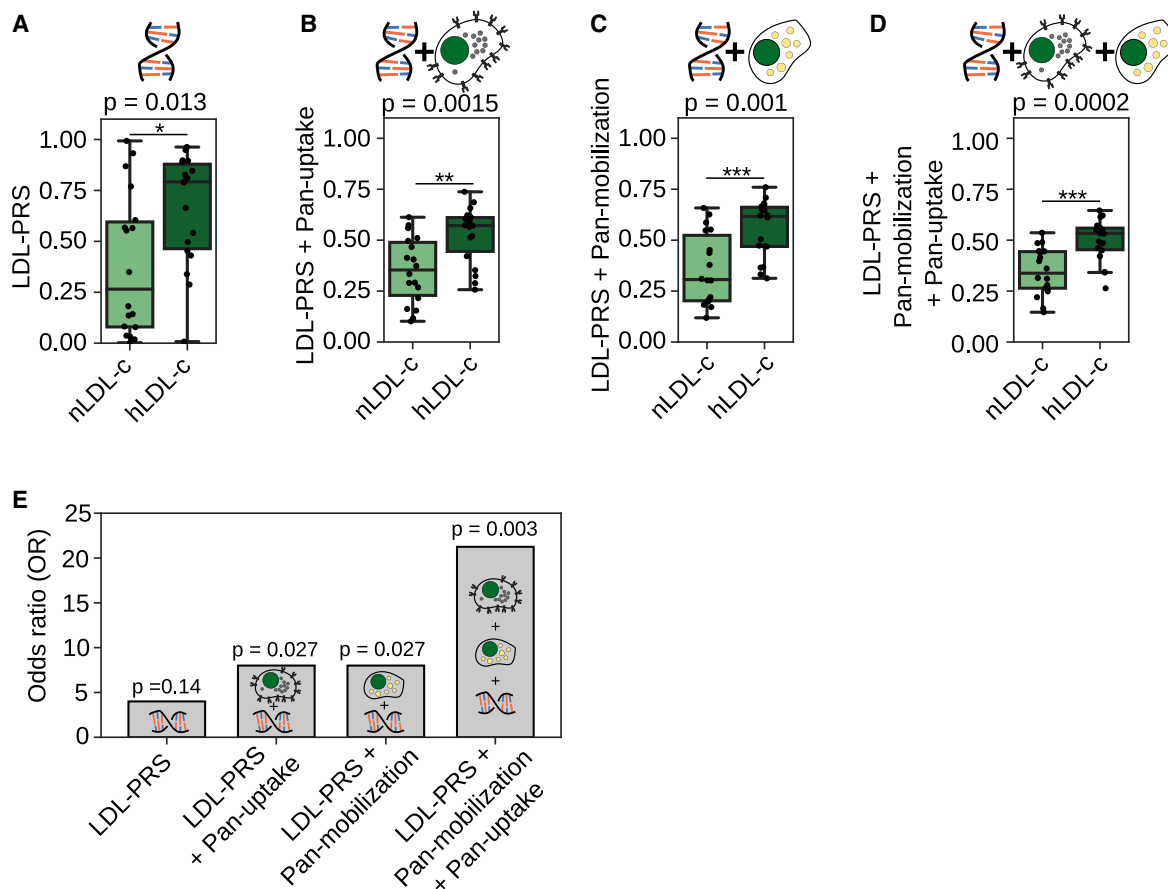 A
p = 0.013
*
LDL-PRS
1.00
0.75
0.50
0.25
0.00
nLDL-c
hLDL-c
B
+
p = 0.0015
**
LDL-PRS + Pan-uptake
1.00
0.75
0.50
0.25
0.00
nLDL-c
hLDL-c
C
+
p = 0.001
***
LDL-PRS + Pan-mobilization
1.00
0.75
0.50
0.25
0.00
nLDL-c
hLDL-c
D
+
+
p = 0.0002
***
LDL-PRS +
Pan-mobilization
+ Pan-uptake
1.00
0.75
0.50
0.25
0.00
nLDL-c
hLDL-c
E
Odds ratio (OR)
25
20
15
10
5
0
p =0.14
p = 0.027
+
p = 0.027
+
p = 0.003
+
+
LDL-PRS
LDL-PRS
+ Pan-uptake
LDL-PRS +
Pan-mobilization
LDL-PRS +
Pan-mobilization
+ Pan-uptake